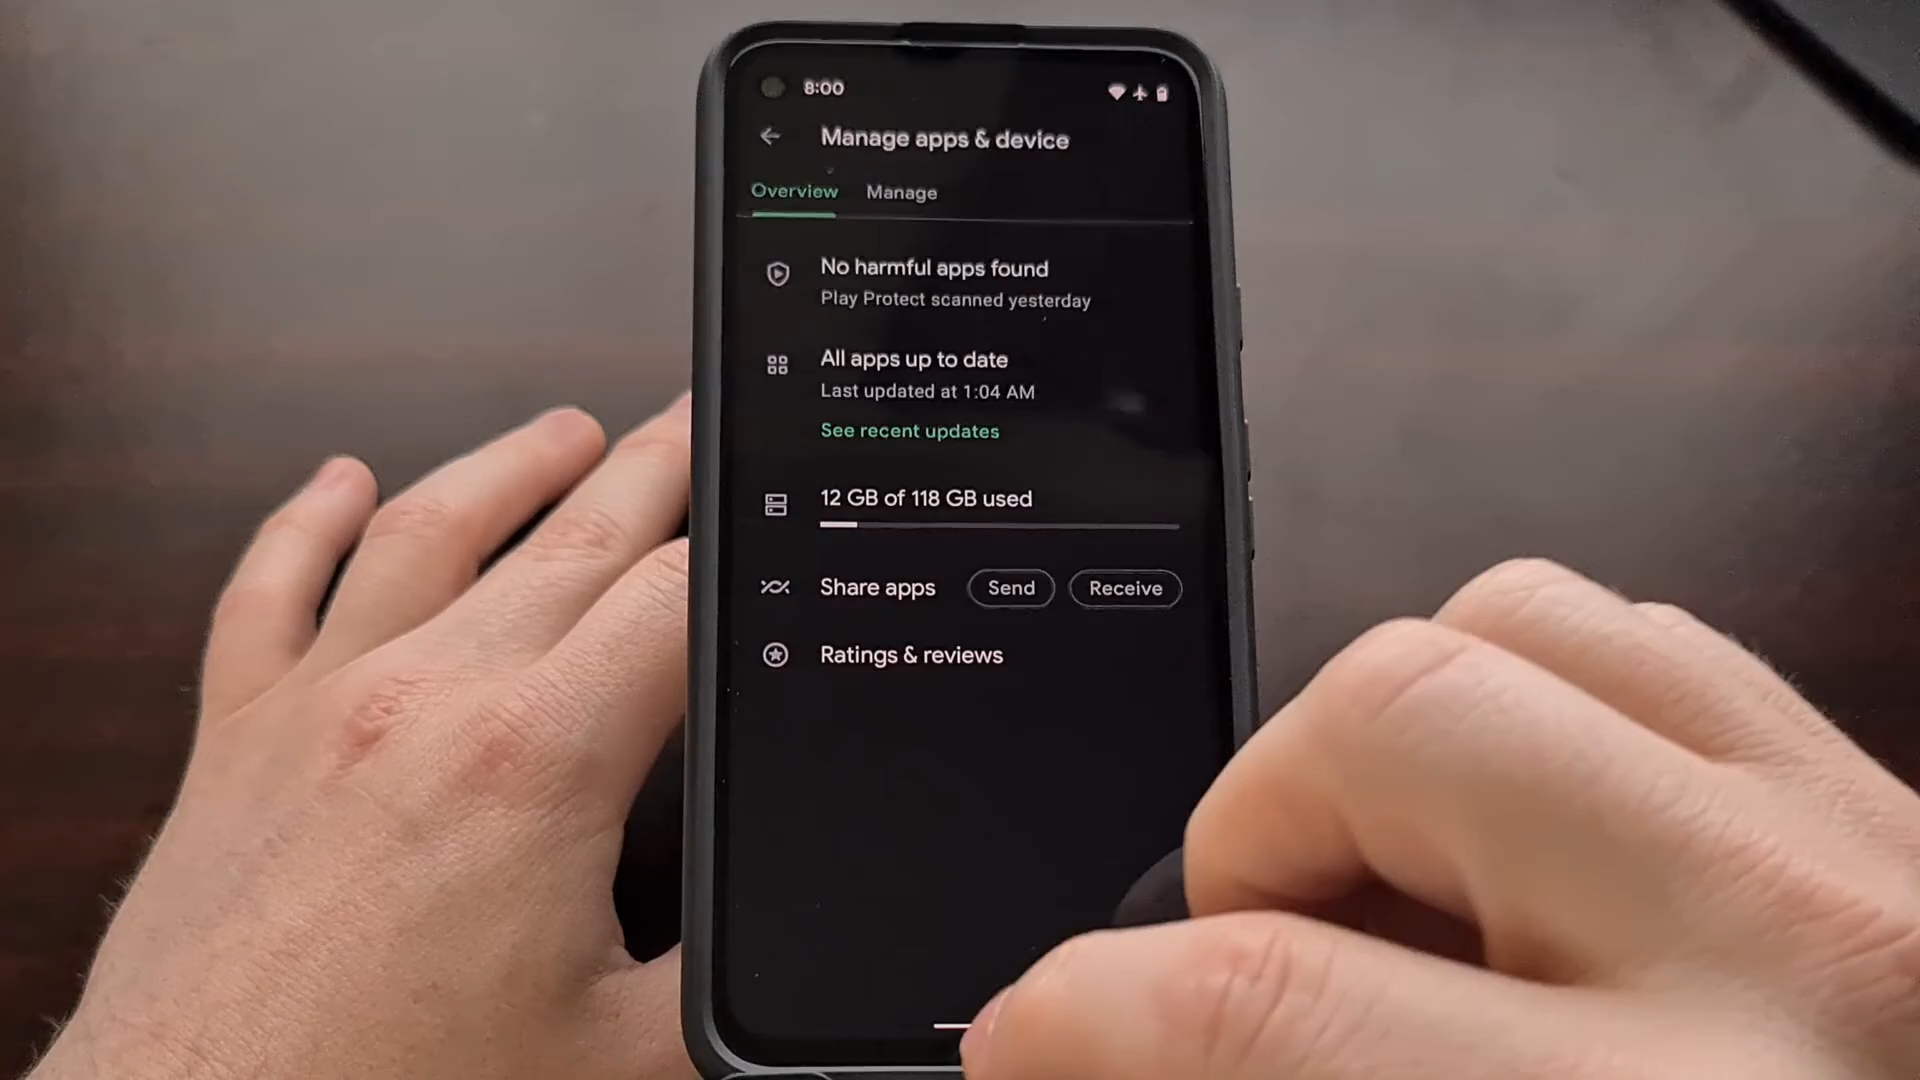 8:00
Manage apps & device
Overview Manage
No harmful apps found
Play Protect scanned yesterday
All apps up to date
Last updated at 1:04 AM
See recent updates
12 GB of 118 GB used
Share apps Send Receive
Ratings & reviews